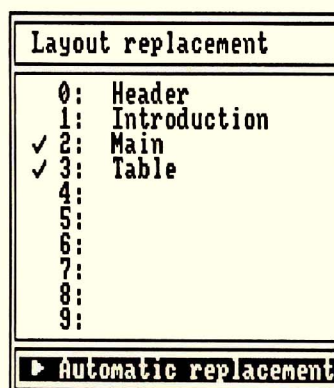 Layout replacement
0: Header
1: Introduction
✓ 2: Main
✓ 3: Table
4:
5:
6:
7:
8:
9:
► Automatic replacement